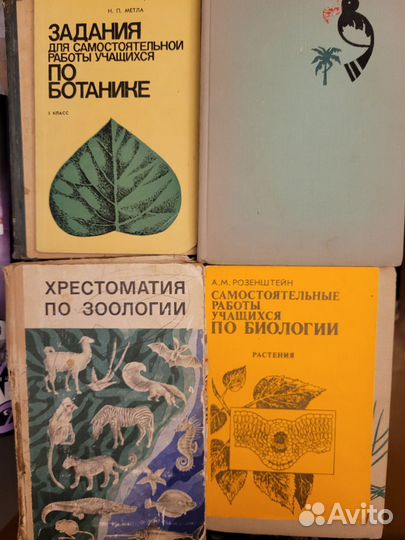 Н. П. МЕТЛА
ЗАДАНИЯ
ДЛЯ САМОСТОЯТЕЛЬНОЙ
РАБОТЫ УЧАЩИХСЯ
ПО
БОТАНИКЕ
5 КЛАСС
ХРЕСТОМАТИЯ
ПО ЗООЛОГИИ
А. М. РОЗЕНШТЕЙН
САМОСТОЯТЕЛЬНЫЕ
РАБОТЫ
УЧАЩИХСЯ
ПО БИОЛОГИИ
РАСТЕНИЯ
Avito